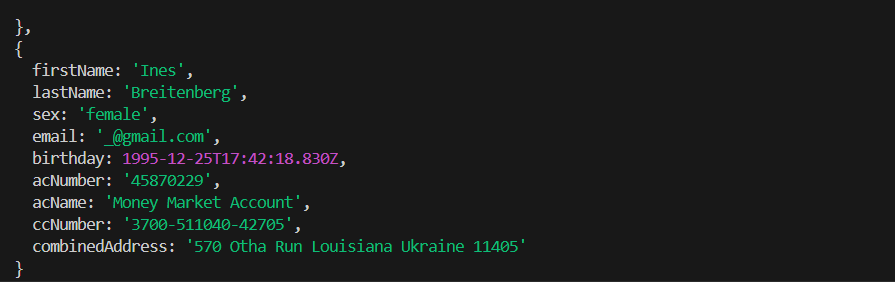 },
{
firstName: 'Ines',
lastName: 'Breitenberg',
sex: 'female',
email: '_@gmail.com',
birthday: 1995-12-25T17:42:18.830Z,
acNumber: '45870229',
acName: 'Money Market Account',
ccNumber: '3700-511040-42705',
combinedAddress: '570 Otha Run Louisiana Ukraine 11405'
}